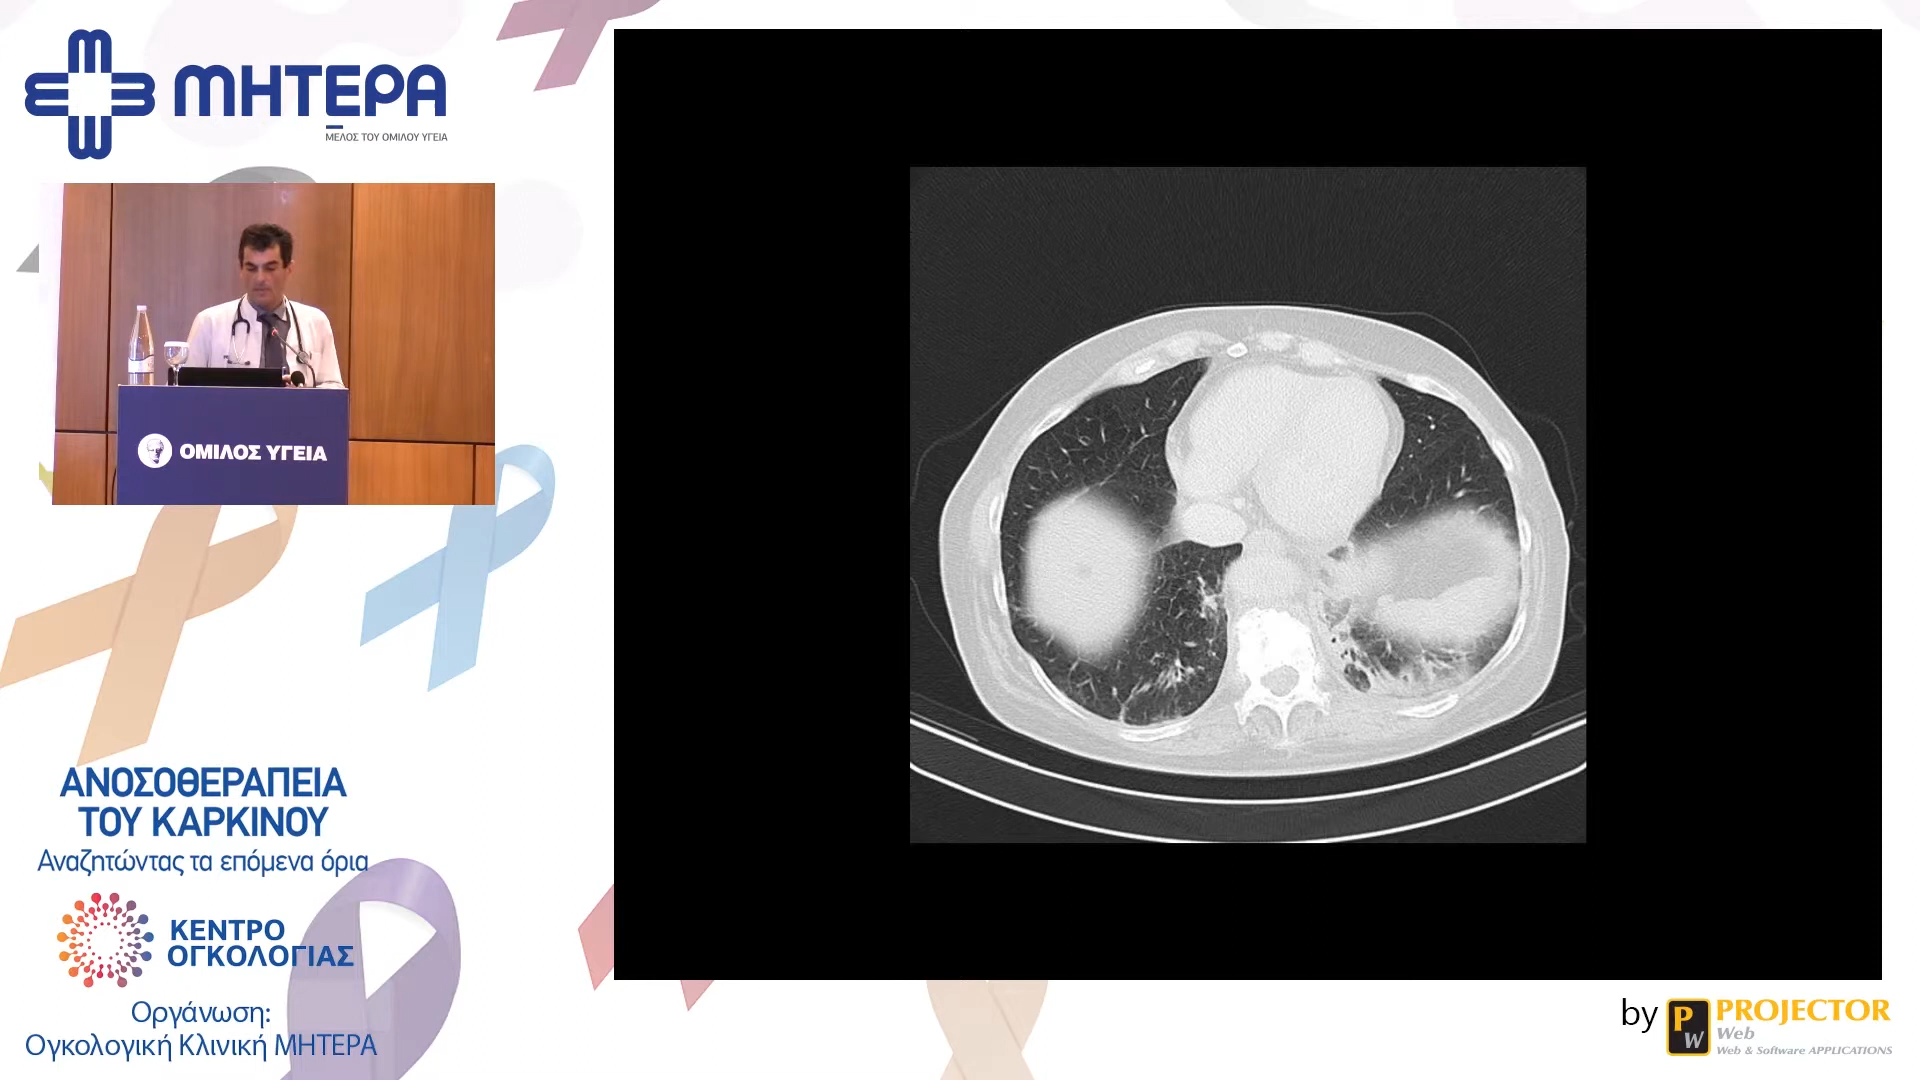 ΜΗΤΕΡΑ
ΜΕΛΟΣ ΤΟΥ ΟΜΙΛΟΥ ΥΓΕΙΑ
ΟΜΙΛΟΣ ΥΓΕΙΑ
ΑΝΟΣΟΘΕΡΑΠΕΙΑ
ΤΟΥ ΚΑΡΚΙΝΟΥ
Αναζητώντας τα επόμενα όρια
ΚΕΝΤΡΟ
ΟΓΚΟΛΟΓΙΑΣ
Οργάνωση:
Ογκολογική Κλινική ΜΗΤΕΡΑ
by PROJECTOR
PW
Web
Web & Software APPLICATIONS